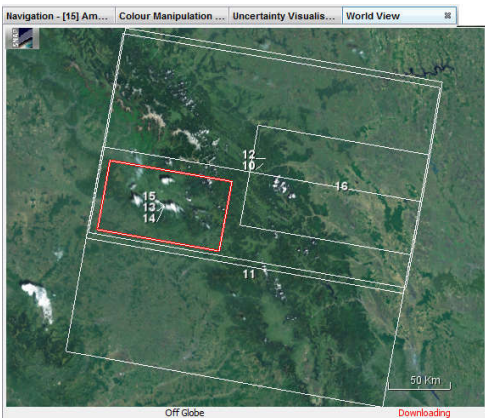 Navigation - [15] Am... Colour Manipulation ... Uncertainty Visualis... World View
12
10
16
15
13
14
11
50 Km
Off Globe Downloading